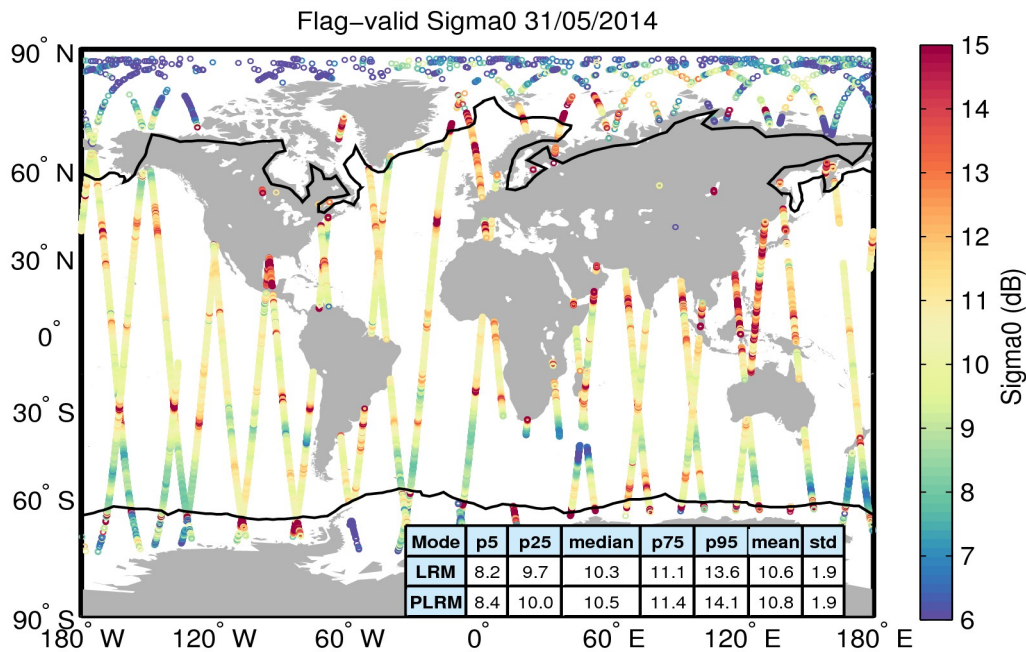 Flag−valid Sigma0 31/05/2014
90° N
60° N
30° N
0°
30° S
60° S
90° S
180° W
120° W
60° W
0°
60° E
120° E
180° E
Mode p5 p25 median p75 p95 mean std
LRM 8.2 9.7 10.3 11.1 13.6 10.6 1.9
PLRM 8.4 10.0 10.5 11.4 14.1 10.8 1.9
15
14
13
12
11
10
9
8
7
6
Sigma0 (dB)